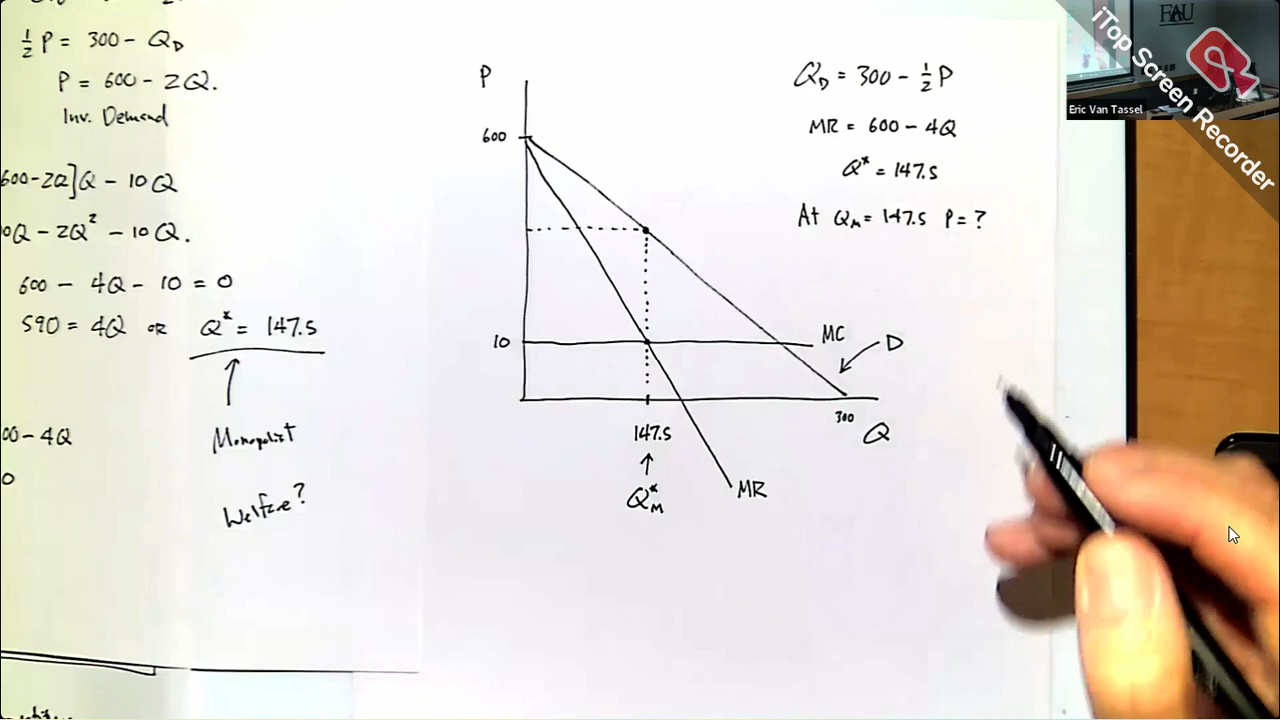 ½P = 300 - Q_D
P = 600 - 2Q.
Inv. Demand
600-2Q]Q - 10Q
0Q - 2Q² - 10Q.
600 - 4Q - 10 = 0
590 = 4Q OR Q* = 147.5
00 - 4Q
0
Monopolist
Welfare?
P
600
10
MC
D
300
Q
147.5
Q*_M
MR
Q_D = 300 - ½P
MR = 600 - 4Q
Q* = 147.5
At Q_M = 147.5 P = ?
FAU
Eric Van Tassel
iTop Screen Recorder